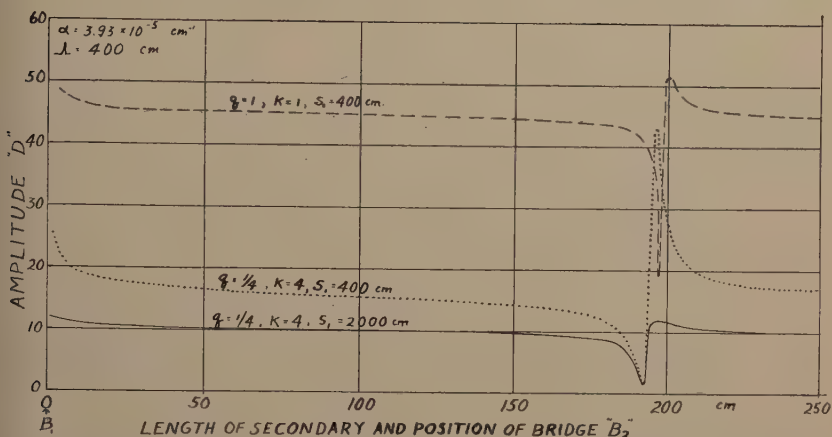 60
α = 3.93 × 10⁻⁵ cm⁻¹
λ = 400 cm
50
q=1, K=1, S₁=400 cm.
40
AMPLITUDE "D"
30
20
q=1/4, K=4, S₁=400 cm
10
q=1/4, K=4, S₁=2000 cm
0
0 50 100 150 200 cm 250
B₁
LENGTH OF SECONDARY AND POSITION OF BRIDGE "B₂"